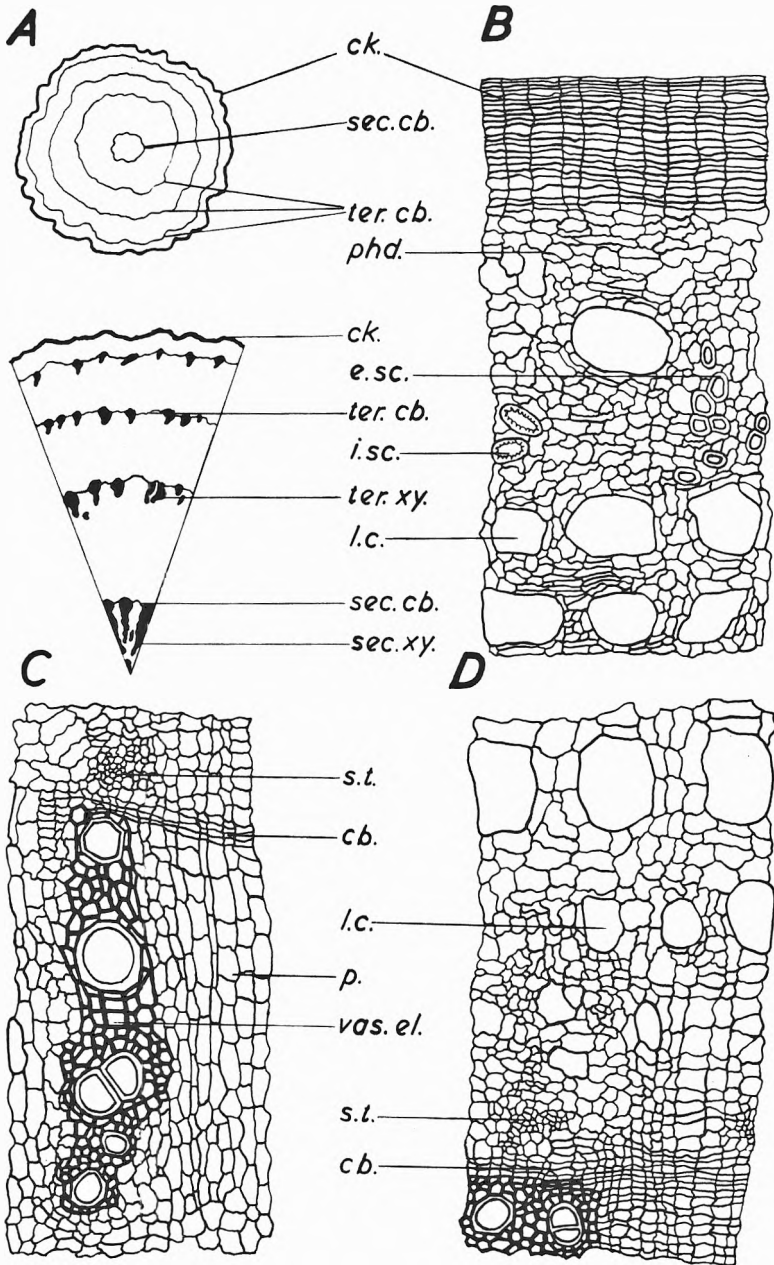 A
B
ck.
sec.cb.
ter.cb.
phd.
ck.
e.sc.
ter.cb.
i.sc.
ter.xy.
l.c.
sec.cb.
sec.xy.
C
D
s.t.
cb.
l.c.
p.
vas.el.
s.t.
cb.